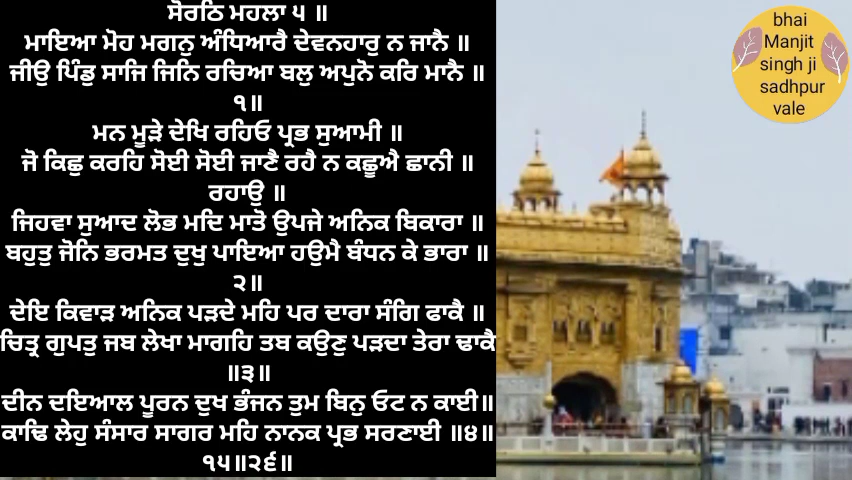 ਸੋਰਠਿ ਮਹਲਾ ੫ ॥
ਮਾਇਆ ਮੋਹ ਮਗਨੁ ਅੰਧਿਆਰੈ ਦੇਵਨਹਾਰੁ ਨ ਜਾਨੈ ॥
ਜੀਉ ਪਿੰਡੁ ਸਾਜਿ ਜਿਨਿ ਰਚਿਆ ਬਲੁ ਅਪੁਨੋ ਕਰਿ ਮਾਨੈ ॥
੧॥
ਮਨ ਮੂੜੇ ਦੇਖਿ ਰਹਿਓ ਪ੍ਰਭ ਸੁਆਮੀ ॥
ਜੋ ਕਿਛੁ ਕਰਹਿ ਸੋਈ ਸੋਈ ਜਾਣੈ ਰਹੈ ਨ ਕਛੂਐ ਛਾਨੀ ॥
ਰਹਾਉ ॥
ਜਿਹਵਾ ਸੁਆਦ ਲੋਭ ਮਦਿ ਮਾਤੋ ਉਪਜੇ ਅਨਿਕ ਬਿਕਾਰਾ ॥
ਬਹੁਤੁ ਜੋਨਿ ਭਰਮਤ ਦੁਖੁ ਪਾਇਆ ਹਉਮੈ ਬੰਧਨ ਕੇ ਭਾਰਾ ॥
੨॥
ਦੇਇ ਕਿਵਾੜ ਅਨਿਕ ਪੜਦੇ ਮਹਿ ਪਰ ਦਾਰਾ ਸੰਗਿ ਫਾਕੈ ॥
ਚਿਤ੍ਰ ਗੁਪਤੁ ਜਬ ਲੇਖਾ ਮਾਗਹਿ ਤਬ ਕਉਣੁ ਪੜਦਾ ਤੇਰਾ ਢਾਕੈ
॥੩॥
ਦੀਨ ਦਇਆਲ ਪੂਰਨ ਦੁਖ ਭੰਜਨ ਤੁਮ ਬਿਨੁ ਓਟ ਨ ਕਾਈ॥
ਕਾਢਿ ਲੇਹੁ ਸੰਸਾਰ ਸਾਗਰ ਮਹਿ ਨਾਨਕ ਪ੍ਰਭ ਸਰਣਾਈ ॥੪॥
੧੫॥੨੬॥
bhai
Manjit
singh ji
sadhpur
vale